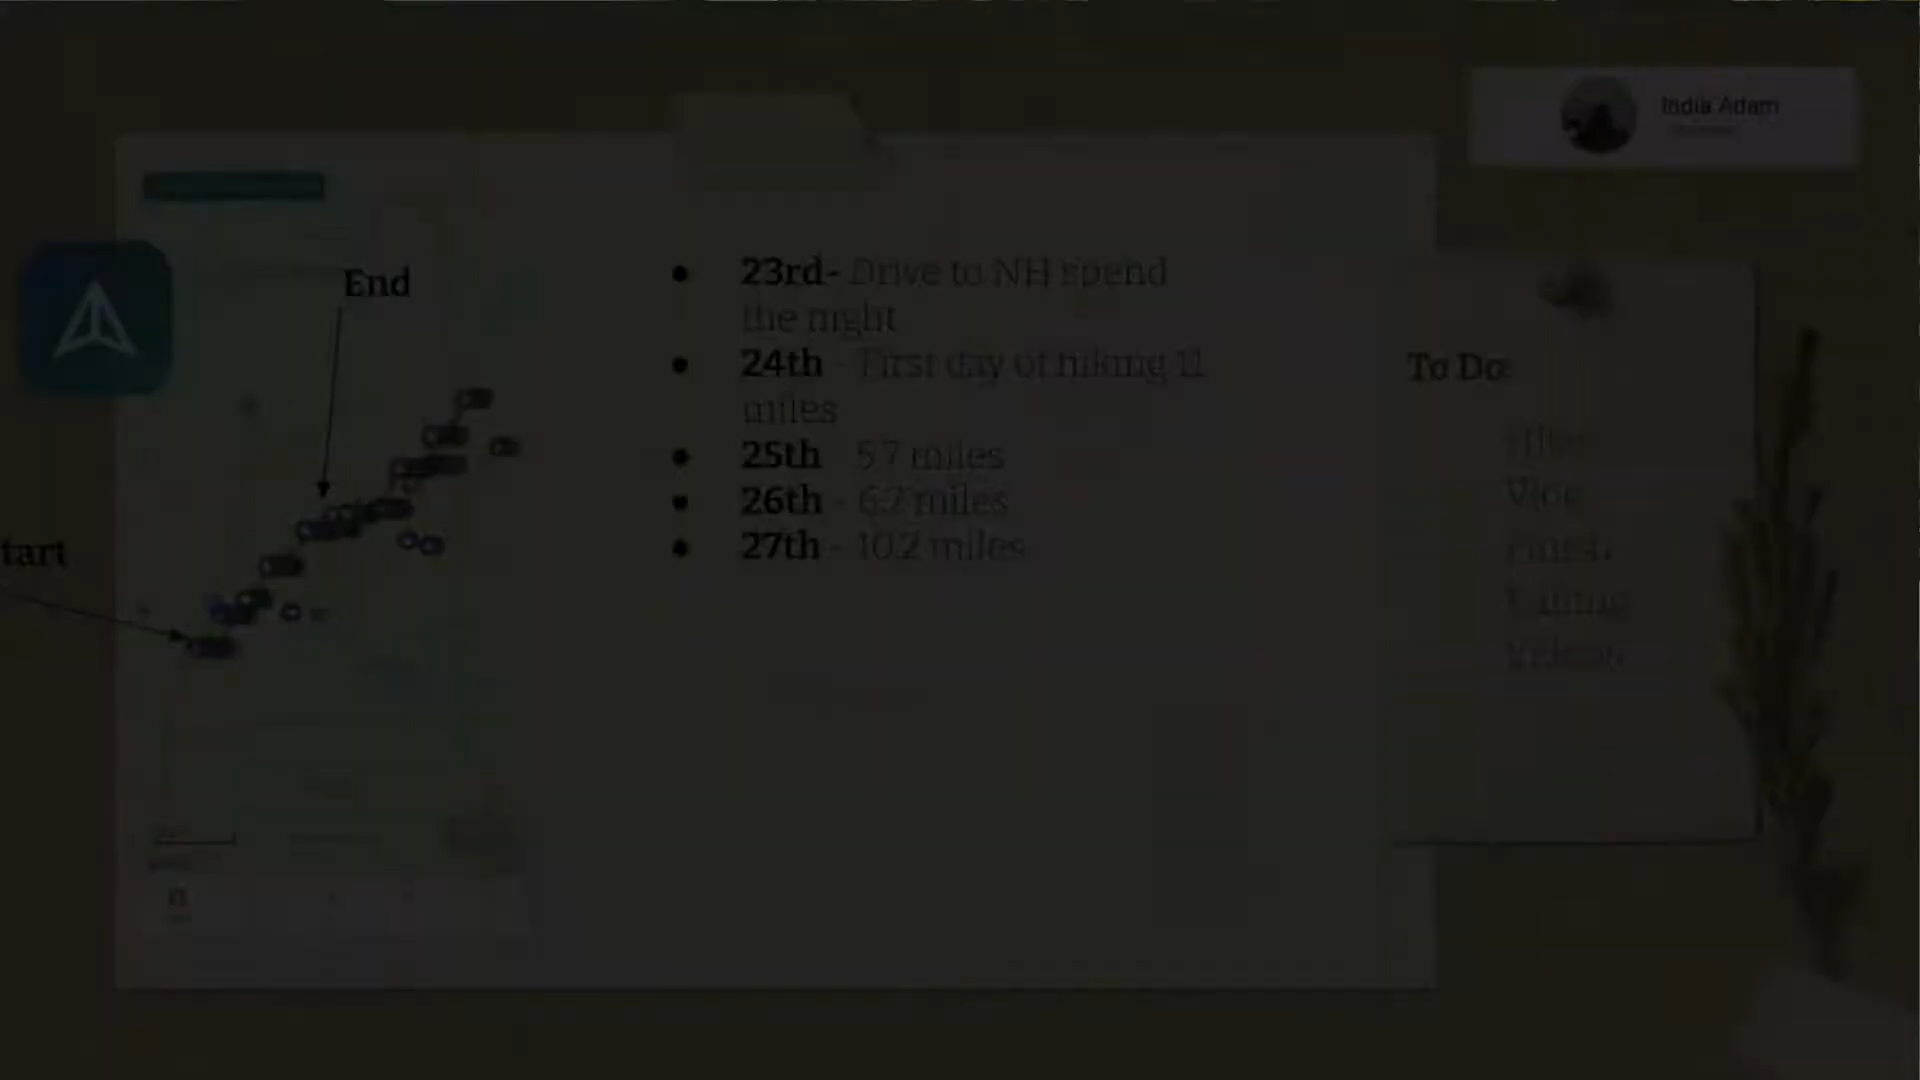 India Adam
End
tart
23rd- Drive to NH spend
the night
24th - First day of hiking 11
miles
25th - 5.7 miles
26th - 6.2 miles
27th - 10.2 miles
To Do:
Vlog